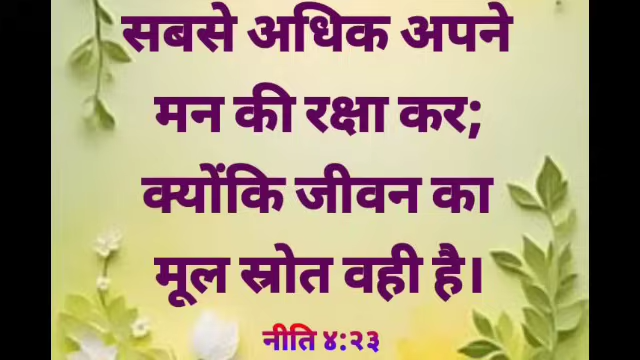 सबसे अधिक अपने
मन की रक्षा कर;
क्योंकि जीवन का
मूल स्रोत वही है।
नीति ४:२३